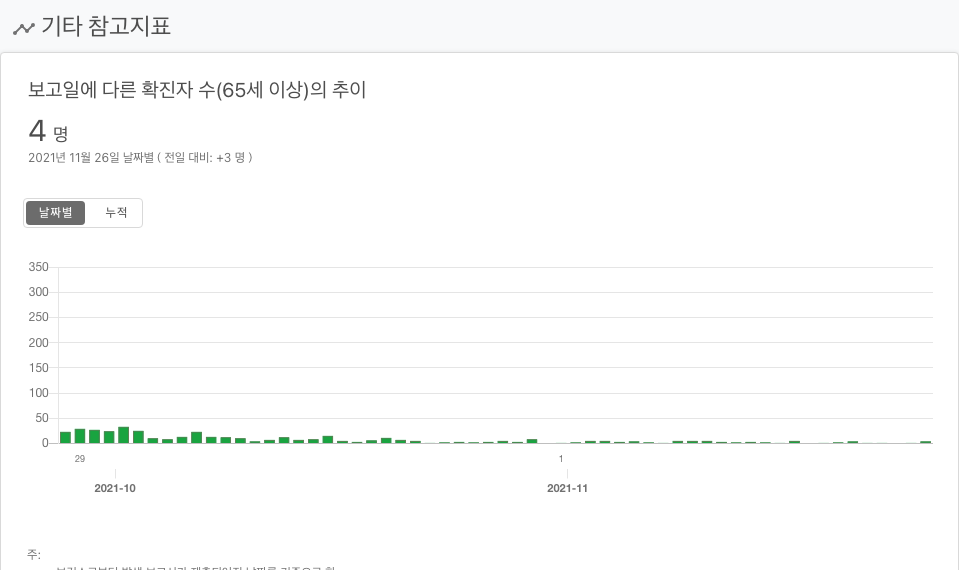 기타 참고지표
보고일에 다른 확진자 수(65세 이상)의 추이
4 명
2021년 11월 26일 날짜별 ( 전일 대비: +3 명 )
날짜별 누적
350
300
250
200
150
100
50
0
29 1
2021-10 2021-11
주: